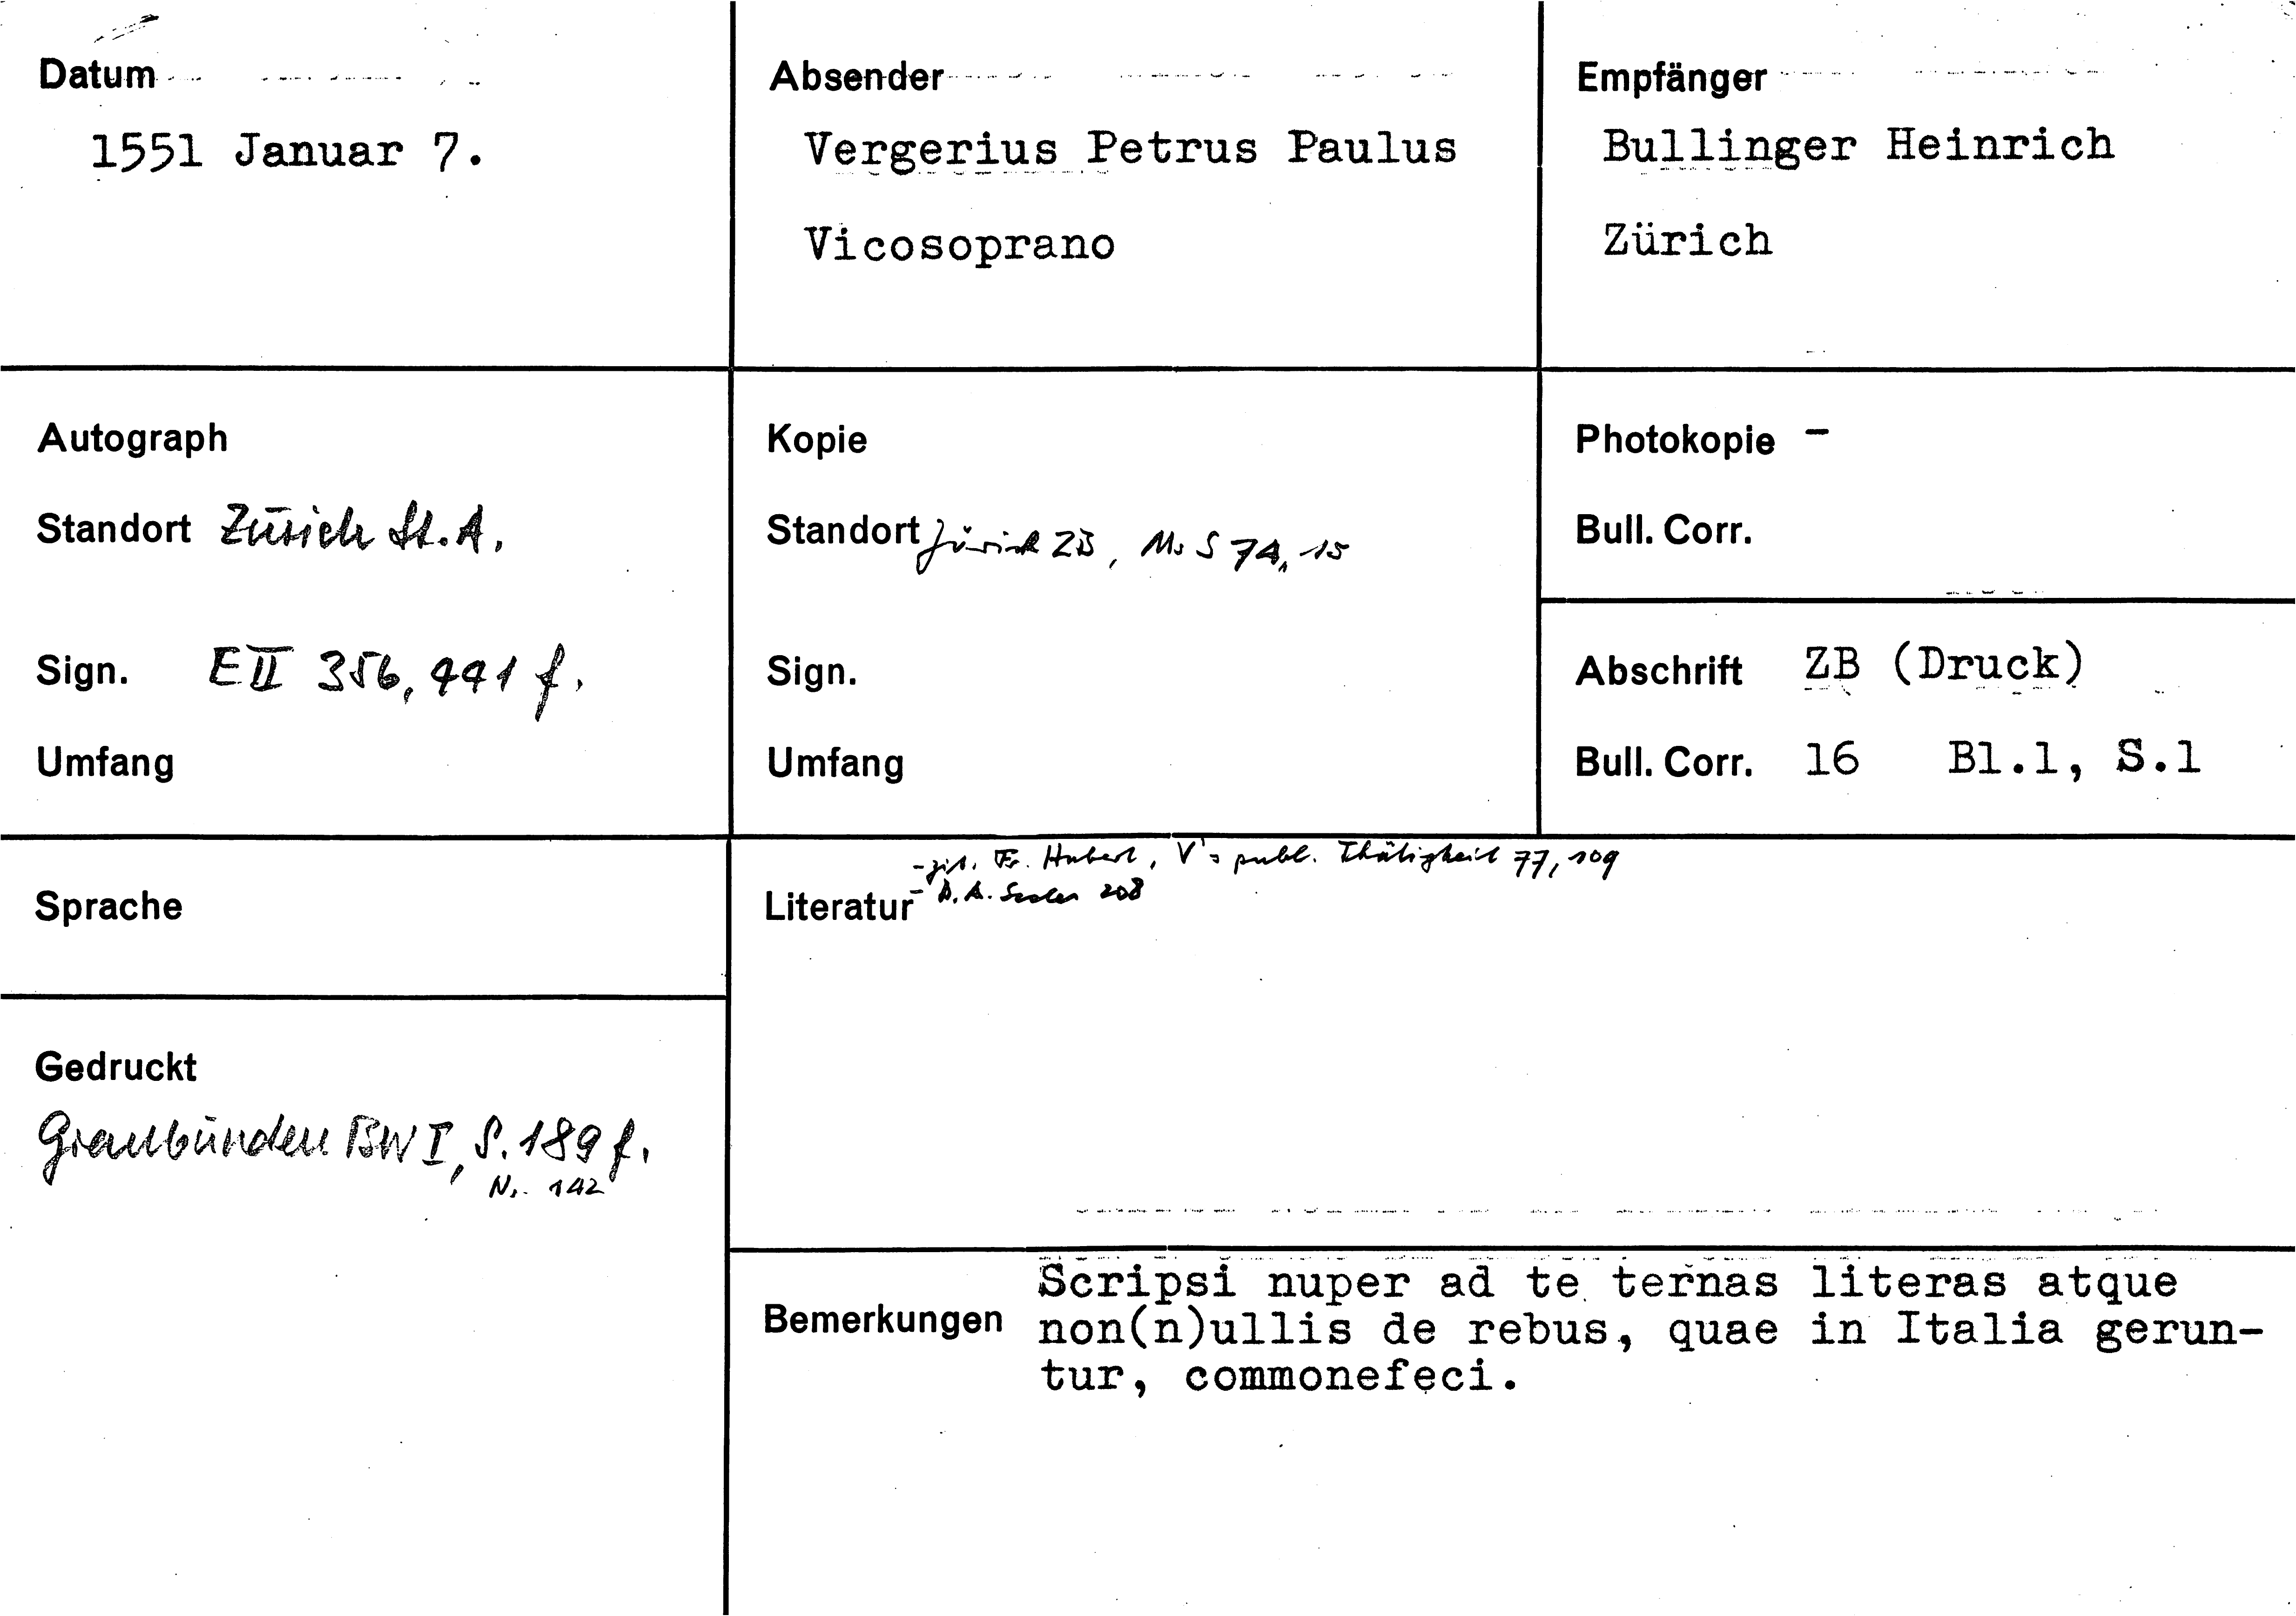 Datum
1551 Januar 7.
Absender
Vergerius Petrus Paulus
Vicosoprano
Empfänger
Bullinger Heinrich
Zürich
Autograph
Standort Zürich St.A.
Sign. E II 356, 441 f.
Umfang
Kopie
Standort Zürich ZB, Ms S 74, 15
Sign.
Umfang
Photokopie -
Bull. Corr.
Abschrift ZB (Druck)
Bull. Corr. 16 Bl.1, S.1
Sprache
Gedruckt
Graubünden BW I, S. 189 f.
Nr. 142
Literatur
- zit. Fr. Hubert, V's publ. Thätigkeit 77, 109
- 208
Bemerkungen
Scripsi nuper ad te ternas literas atque
non(n)ullis de rebus, quae in Italia gerun-
tur, commonefeci.